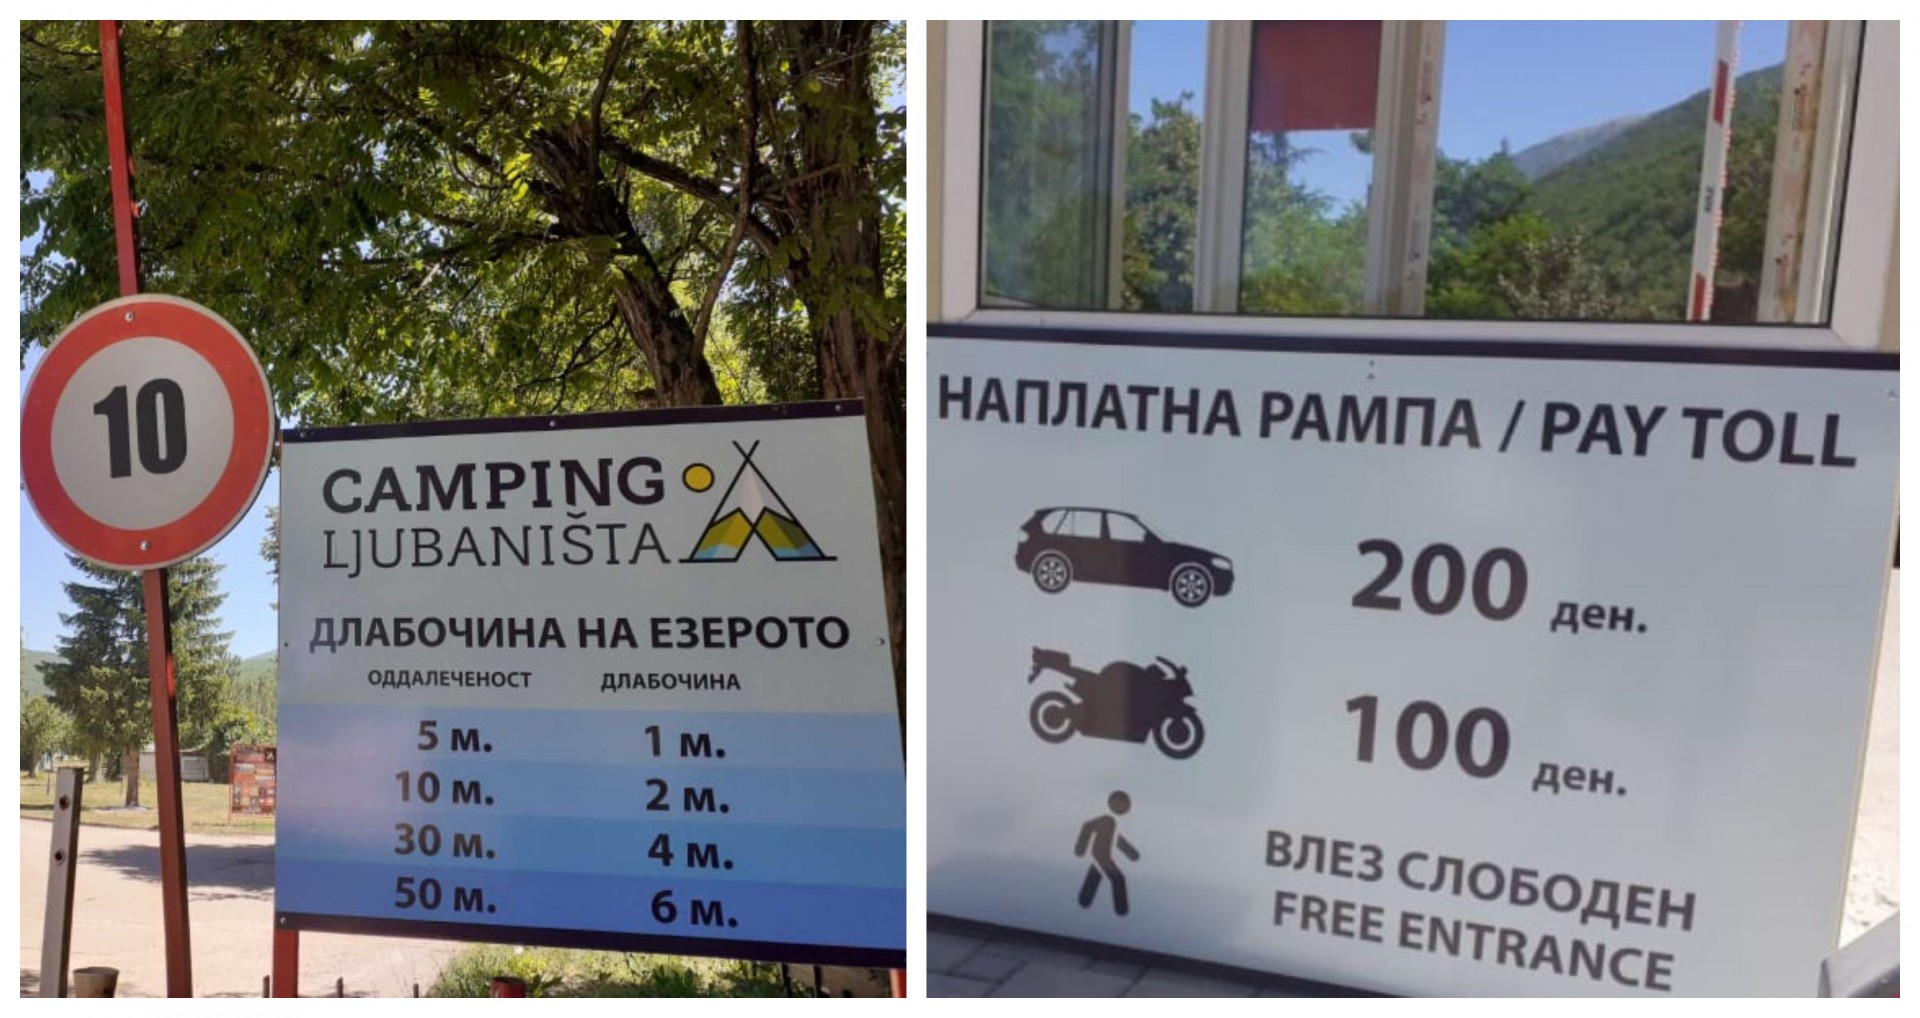 10
CAMPING
LJUBANIŠTA
ДЛАБОЧИНА НА ЕЗЕРОТО
ОДДАЛЕЧЕНОСТ ДЛАБОЧИНА
5 м. 1 м.
10 м. 2 м.
30 м. 4 м.
50 м. 6 м.
НАПЛАТНА РАМПА / PAY TOLL
200 ден.
100 ден.
ВЛЕЗ СЛОБОДЕН
FREE ENTRANCE